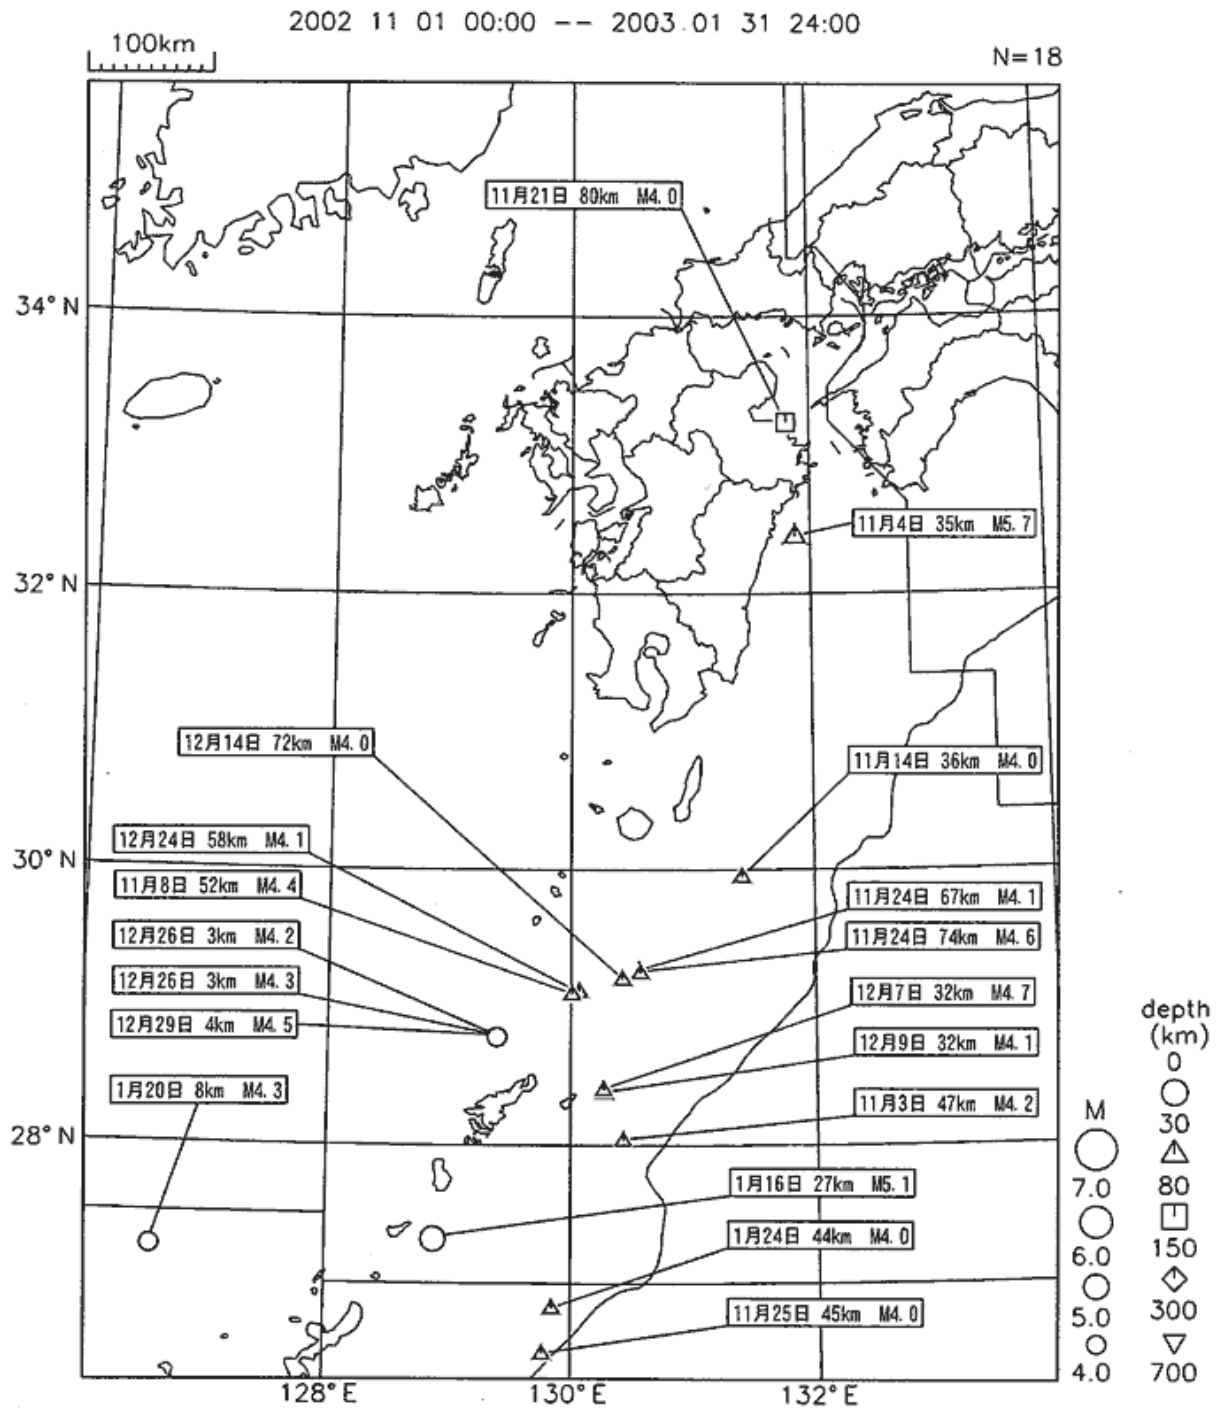 2002 11 01 00:00 -- 2003.01 31 24:00
100km
N=18
11月21日 80km M4.0
34°N
11月4日 35km M5.7
32°N
12月14日 72km M4.0
11月14日 36km M4.0
12月24日 58km M4.1
30°N
11月8日 52km M4.4
11月24日 67km M4.1
12月26日 3km M4.2
11月24日 74km M4.6
12月26日 3km M4.3
12月7日 32km M4.7
12月29日 4km M4.5
12月9日 32km M4.1
1月20日 8km M4.3
11月3日 47km M4.2
28°N
1月16日 27km M5.1
1月24日 44km M4.0
11月25日 45km M4.0
128°E
130°E
132°E
M
7.0
6.0
5.0
4.0
depth
(km)
0
30
80
150
300
700